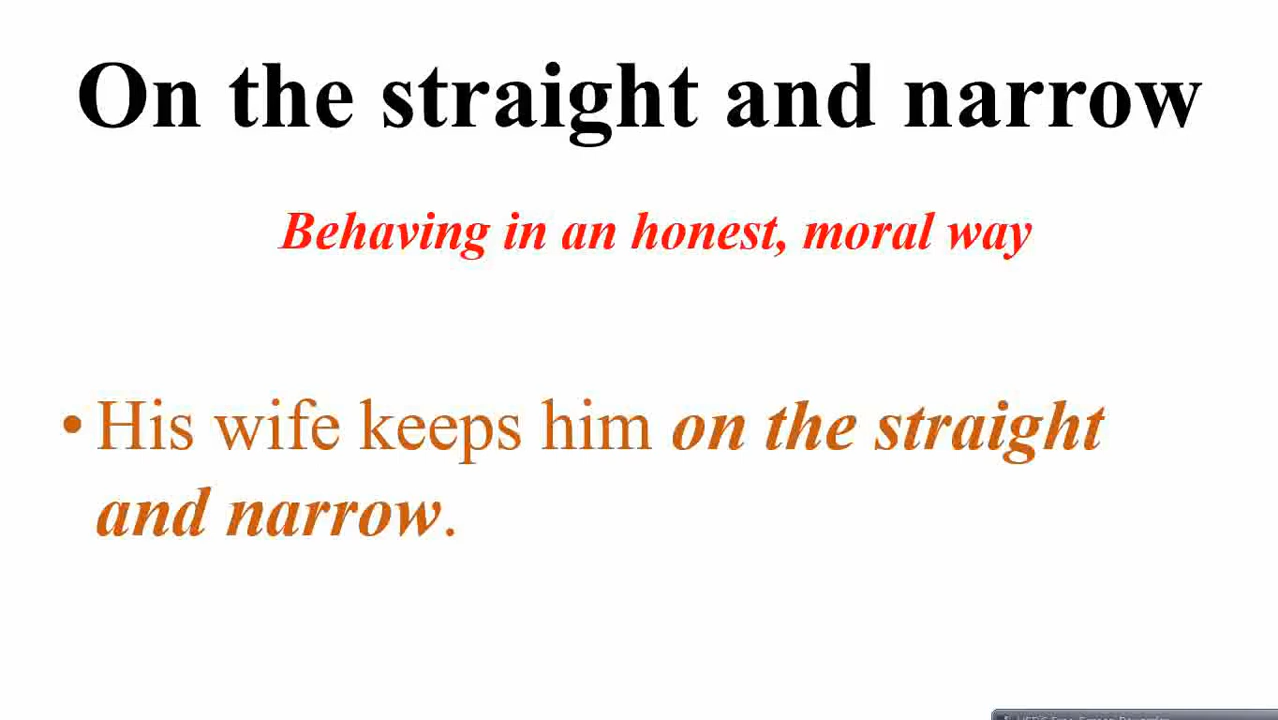 On the straight and narrow
Behaving in an honest, moral way
• His wife keeps him on the straight
and narrow.